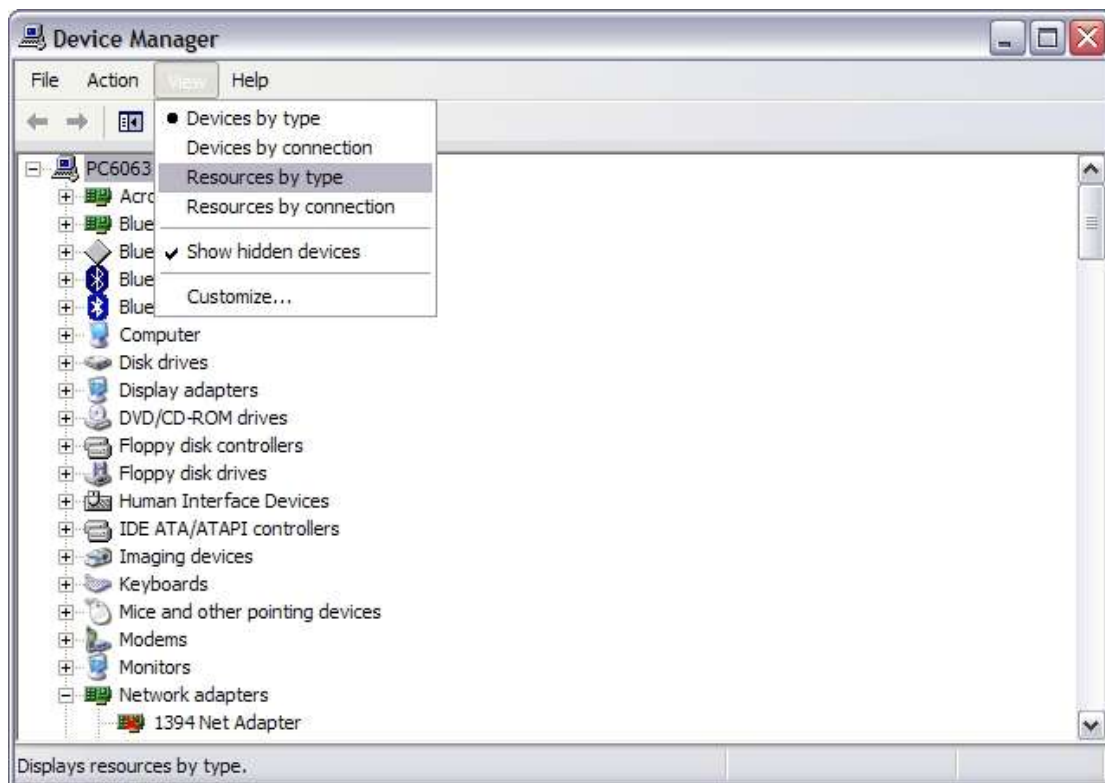 Device Manager
File Action View Help
Devices by type
Devices by connection
Resources by type
Resources by connection
Show hidden devices
Customize...
PC6063
Acro
Blue
Blue
Blue
Blue
Computer
Disk drives
Display adapters
DVD/CD-ROM drives
Floppy disk controllers
Floppy disk drives
Human Interface Devices
IDE ATA/ATAPI controllers
Imaging devices
Keyboards
Mice and other pointing devices
Modems
Monitors
Network adapters
1394 Net Adapter
Displays resources by type.